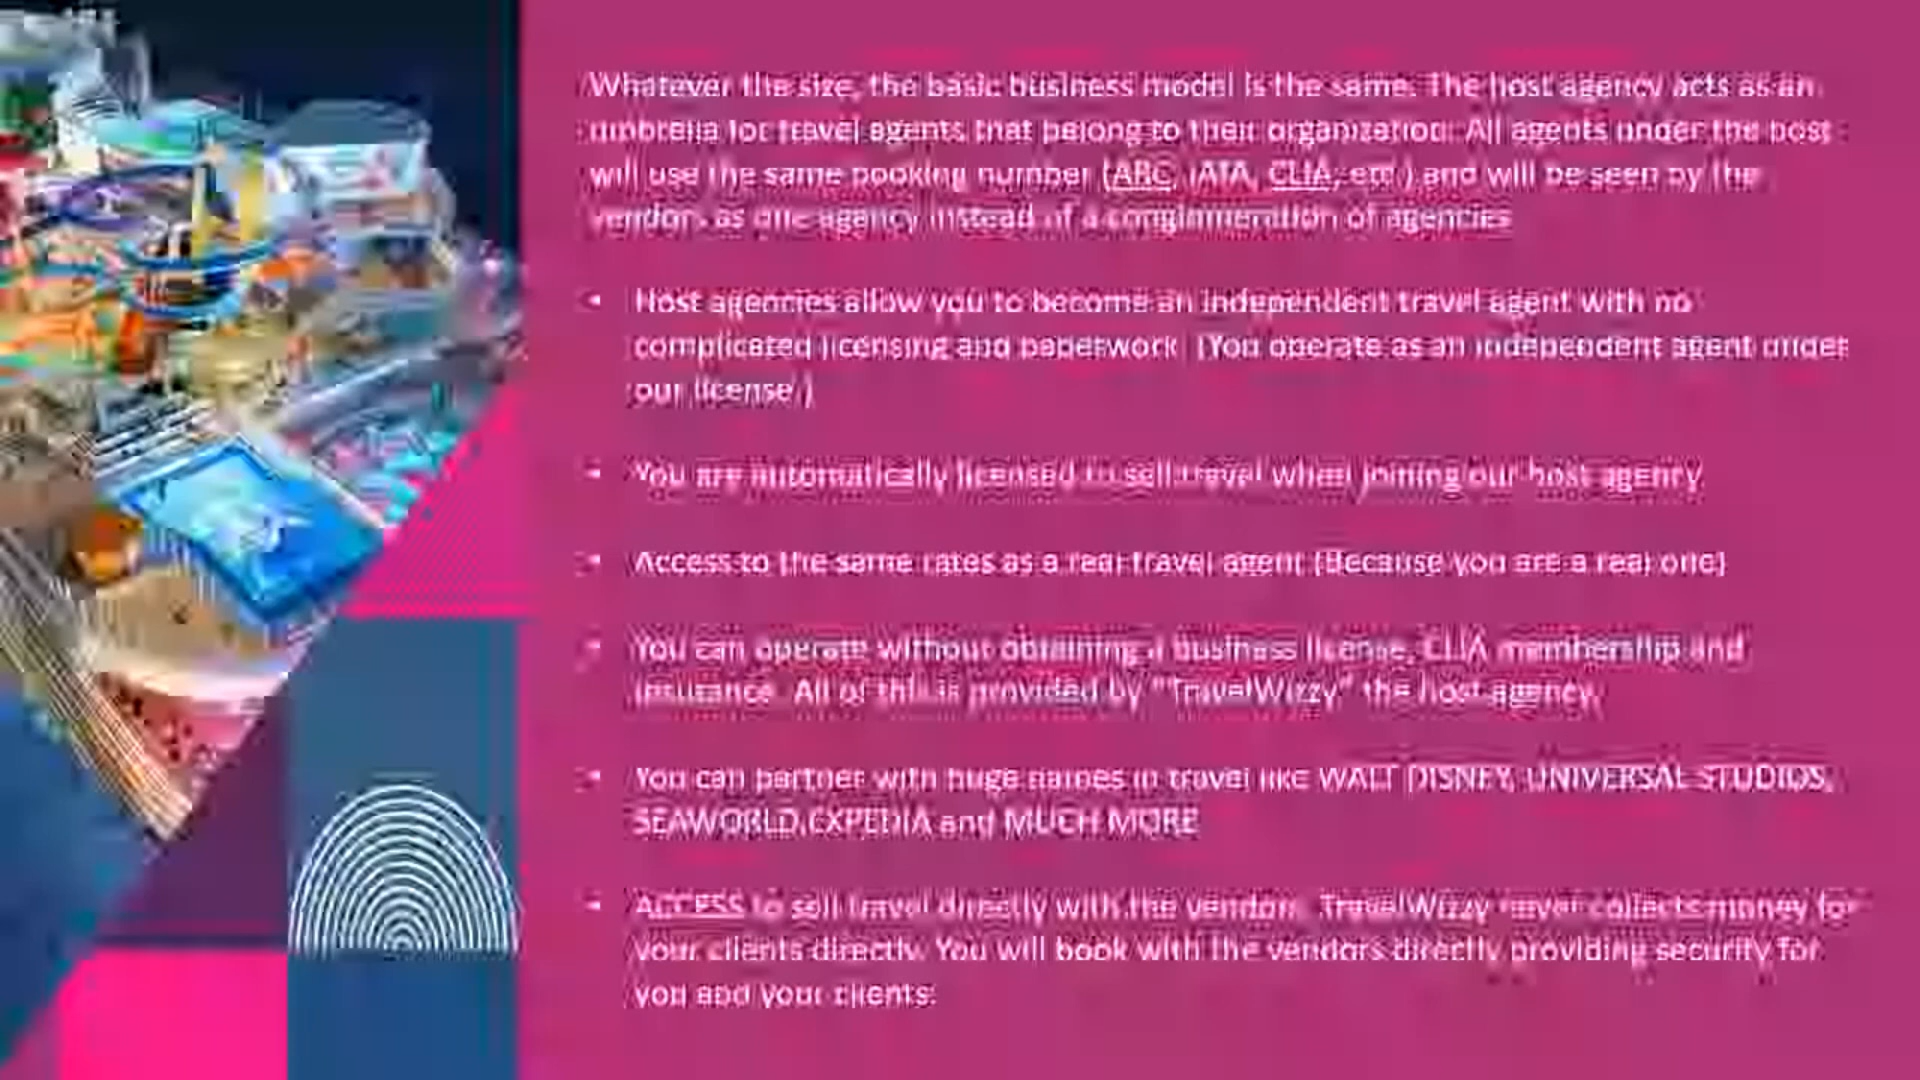 Whatever the size, the basic business model is the same. The host agency acts as an
umbrella for travel agents that belong to their organization. All agents under the host
will use the same booking number (ARC, IATA, CLIA, etc.) and will be seen by the
vendors as one agency instead of a conglomeration of agencies
• Host agencies allow you to become an independent travel agent with no
complicated licensing and paperwork (You operate as an independent agent under
our license.)
• You are automatically licensed to sell travel when joining our host agency
• Access to the same rates as a real travel agent (Because you are a real one)
• You can operate without obtaining a business license, CLIA membership and
insurance. All of this is provided by "TravelWizzy" the host agency.
• You can partner with huge names in travel like WALT DISNEY, UNIVERSAL STUDIOS,
SEAWORLD,EXPEDIA and MUCH MORE
• ACCESS to sell travel directly with the vendors. TravelWizzy never collects money for
your clients directly. You will book with the vendors directly providing security for
you and your clients.